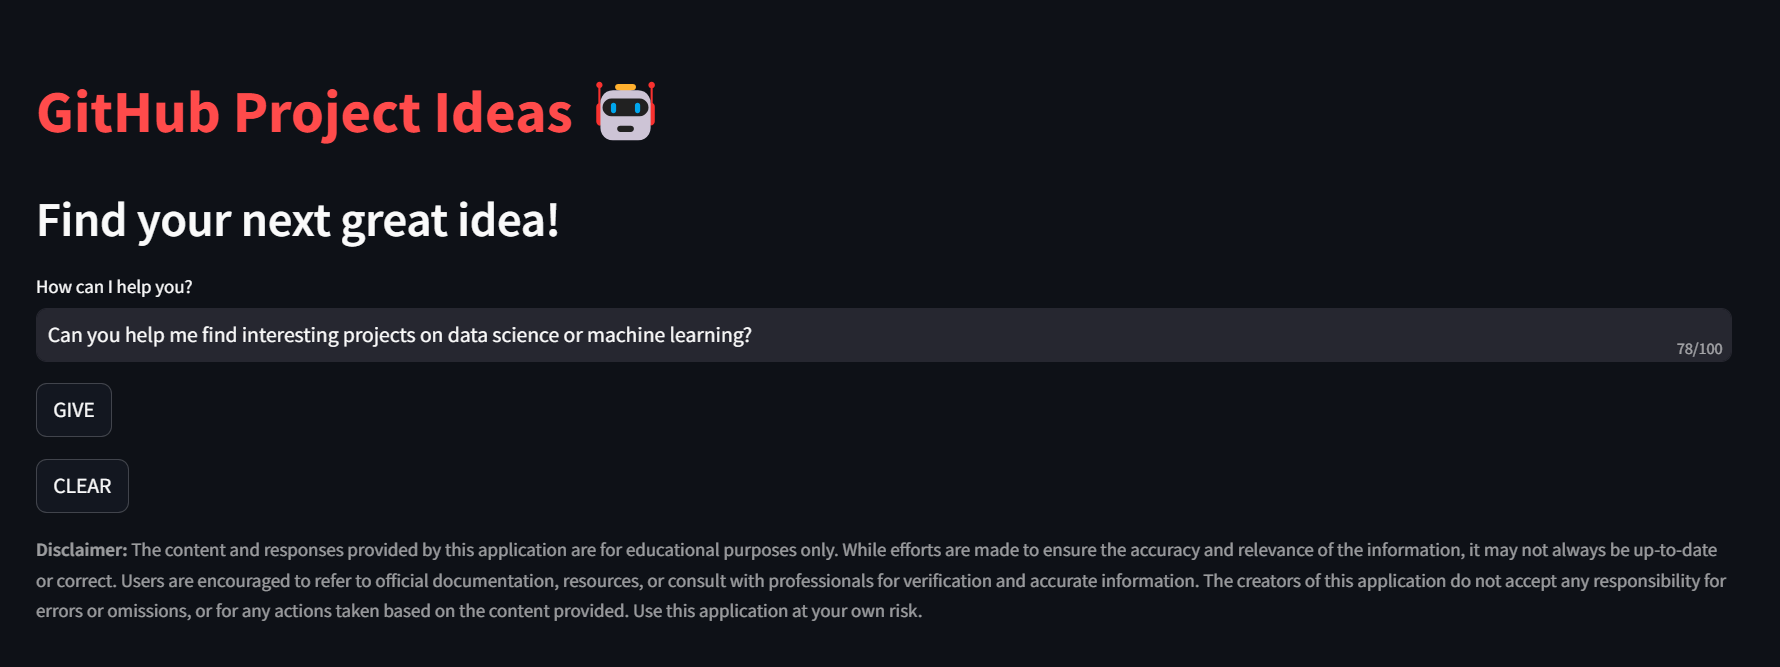 GitHub Project Ideas
Find your next great idea!
How can I help you?
Can you help me find interesting projects on data science or machine learning?
78/100
GIVE
CLEAR
Disclaimer: The content and responses provided by this application are for educational purposes only. While efforts are made to ensure the accuracy and relevance of the information, it may not always be up-to-date
or correct. Users are encouraged to refer to official documentation, resources, or consult with professionals for verification and accurate information. The creators of this application do not accept any responsibility for
errors or omissions, or for any actions taken based on the content provided. Use this application at your own risk.